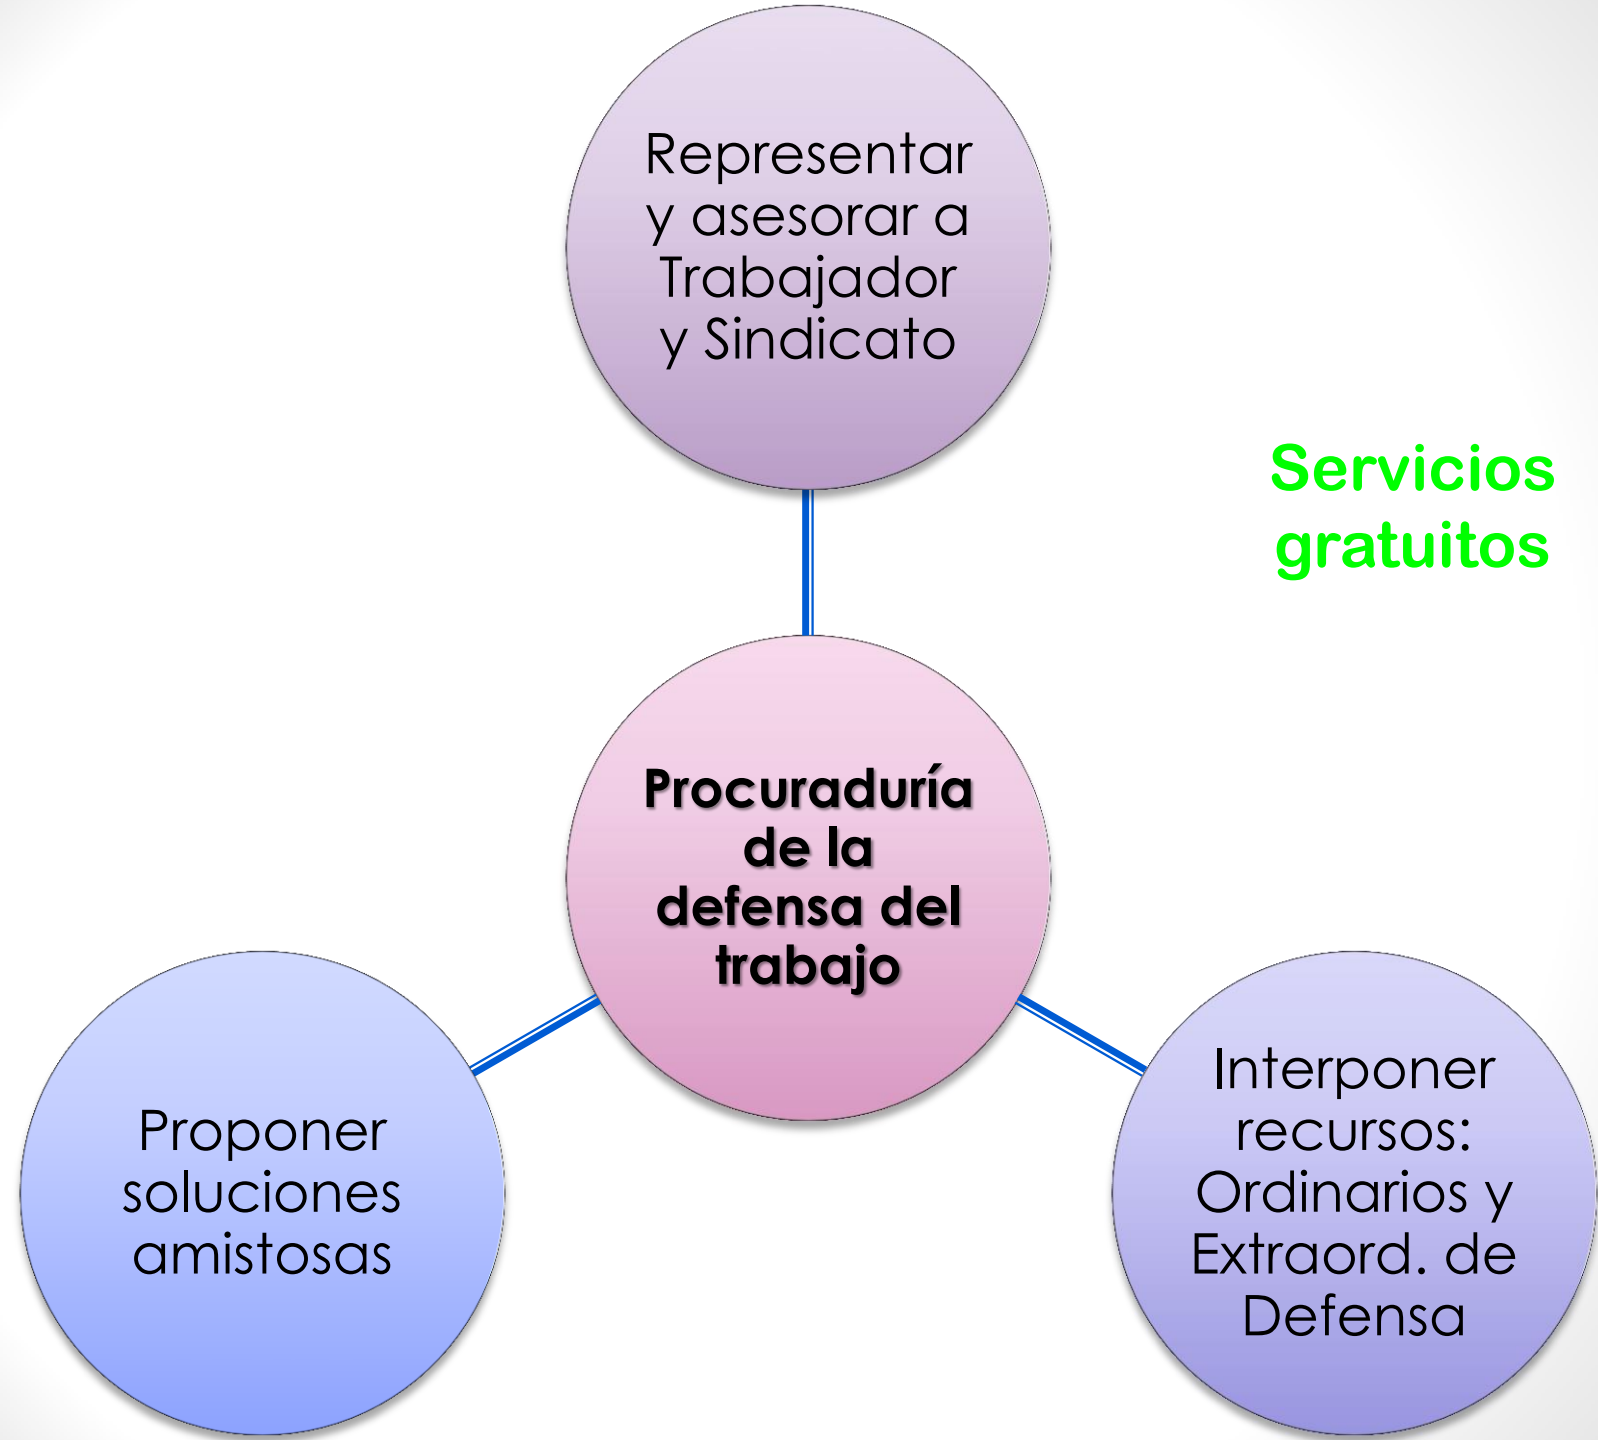 Representar
y asesorar a
Trabajador
y Sindicato
Servicios
gratuitos
Procuraduría
de la
defensa del
trabajo
Proponer
soluciones
amistosas
Interponer
recursos:
Ordinarios y
Extraord. de
Defensa